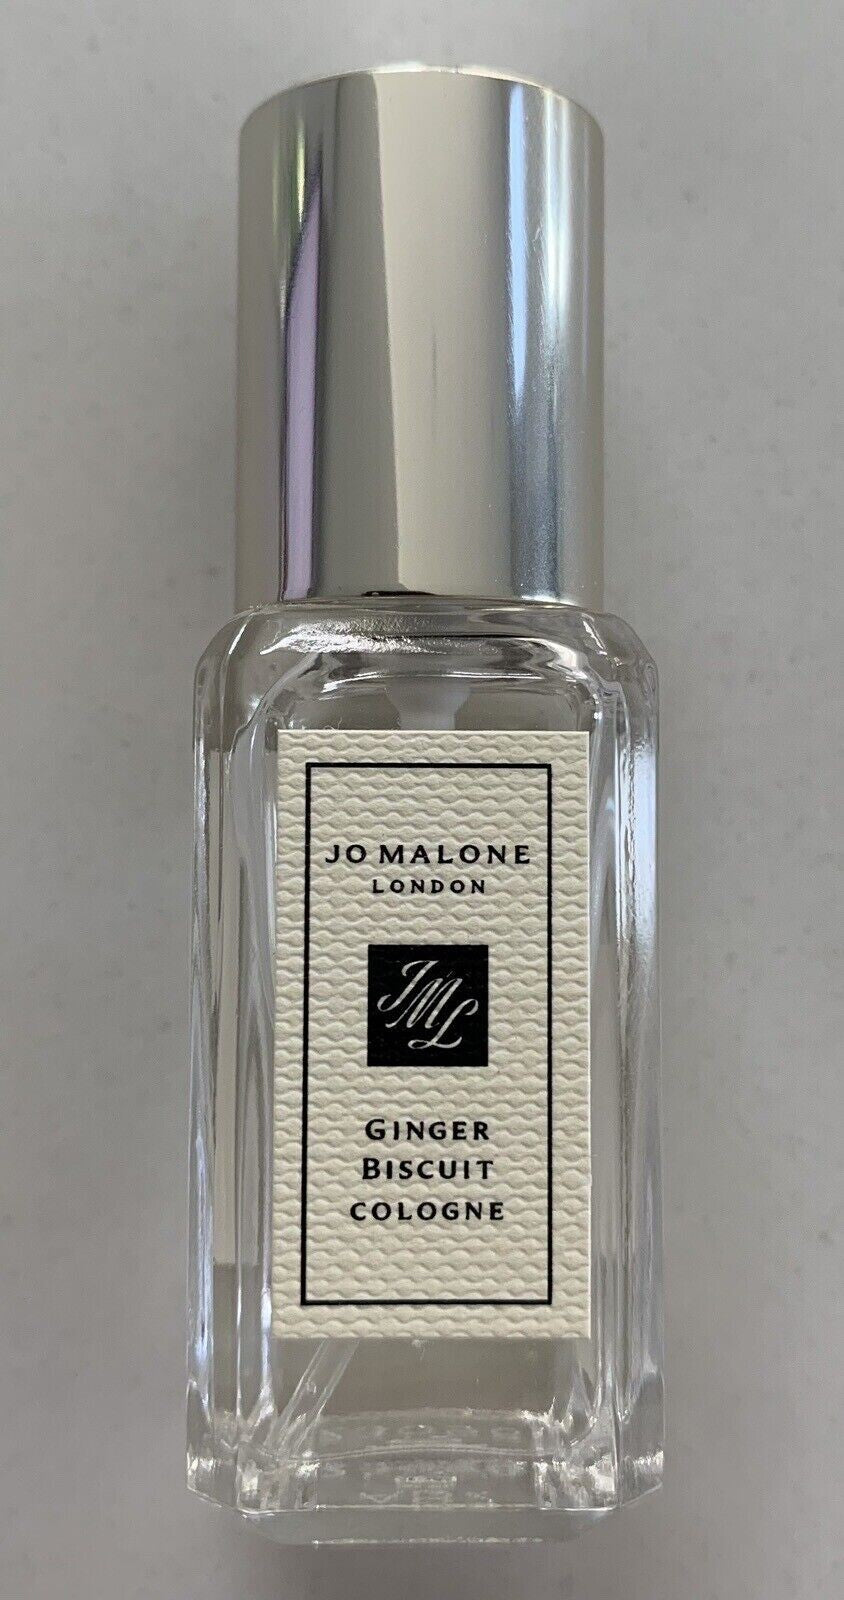 JO MALONE
LONDON
JML
GINGER
BISCUIT
COLOGNE